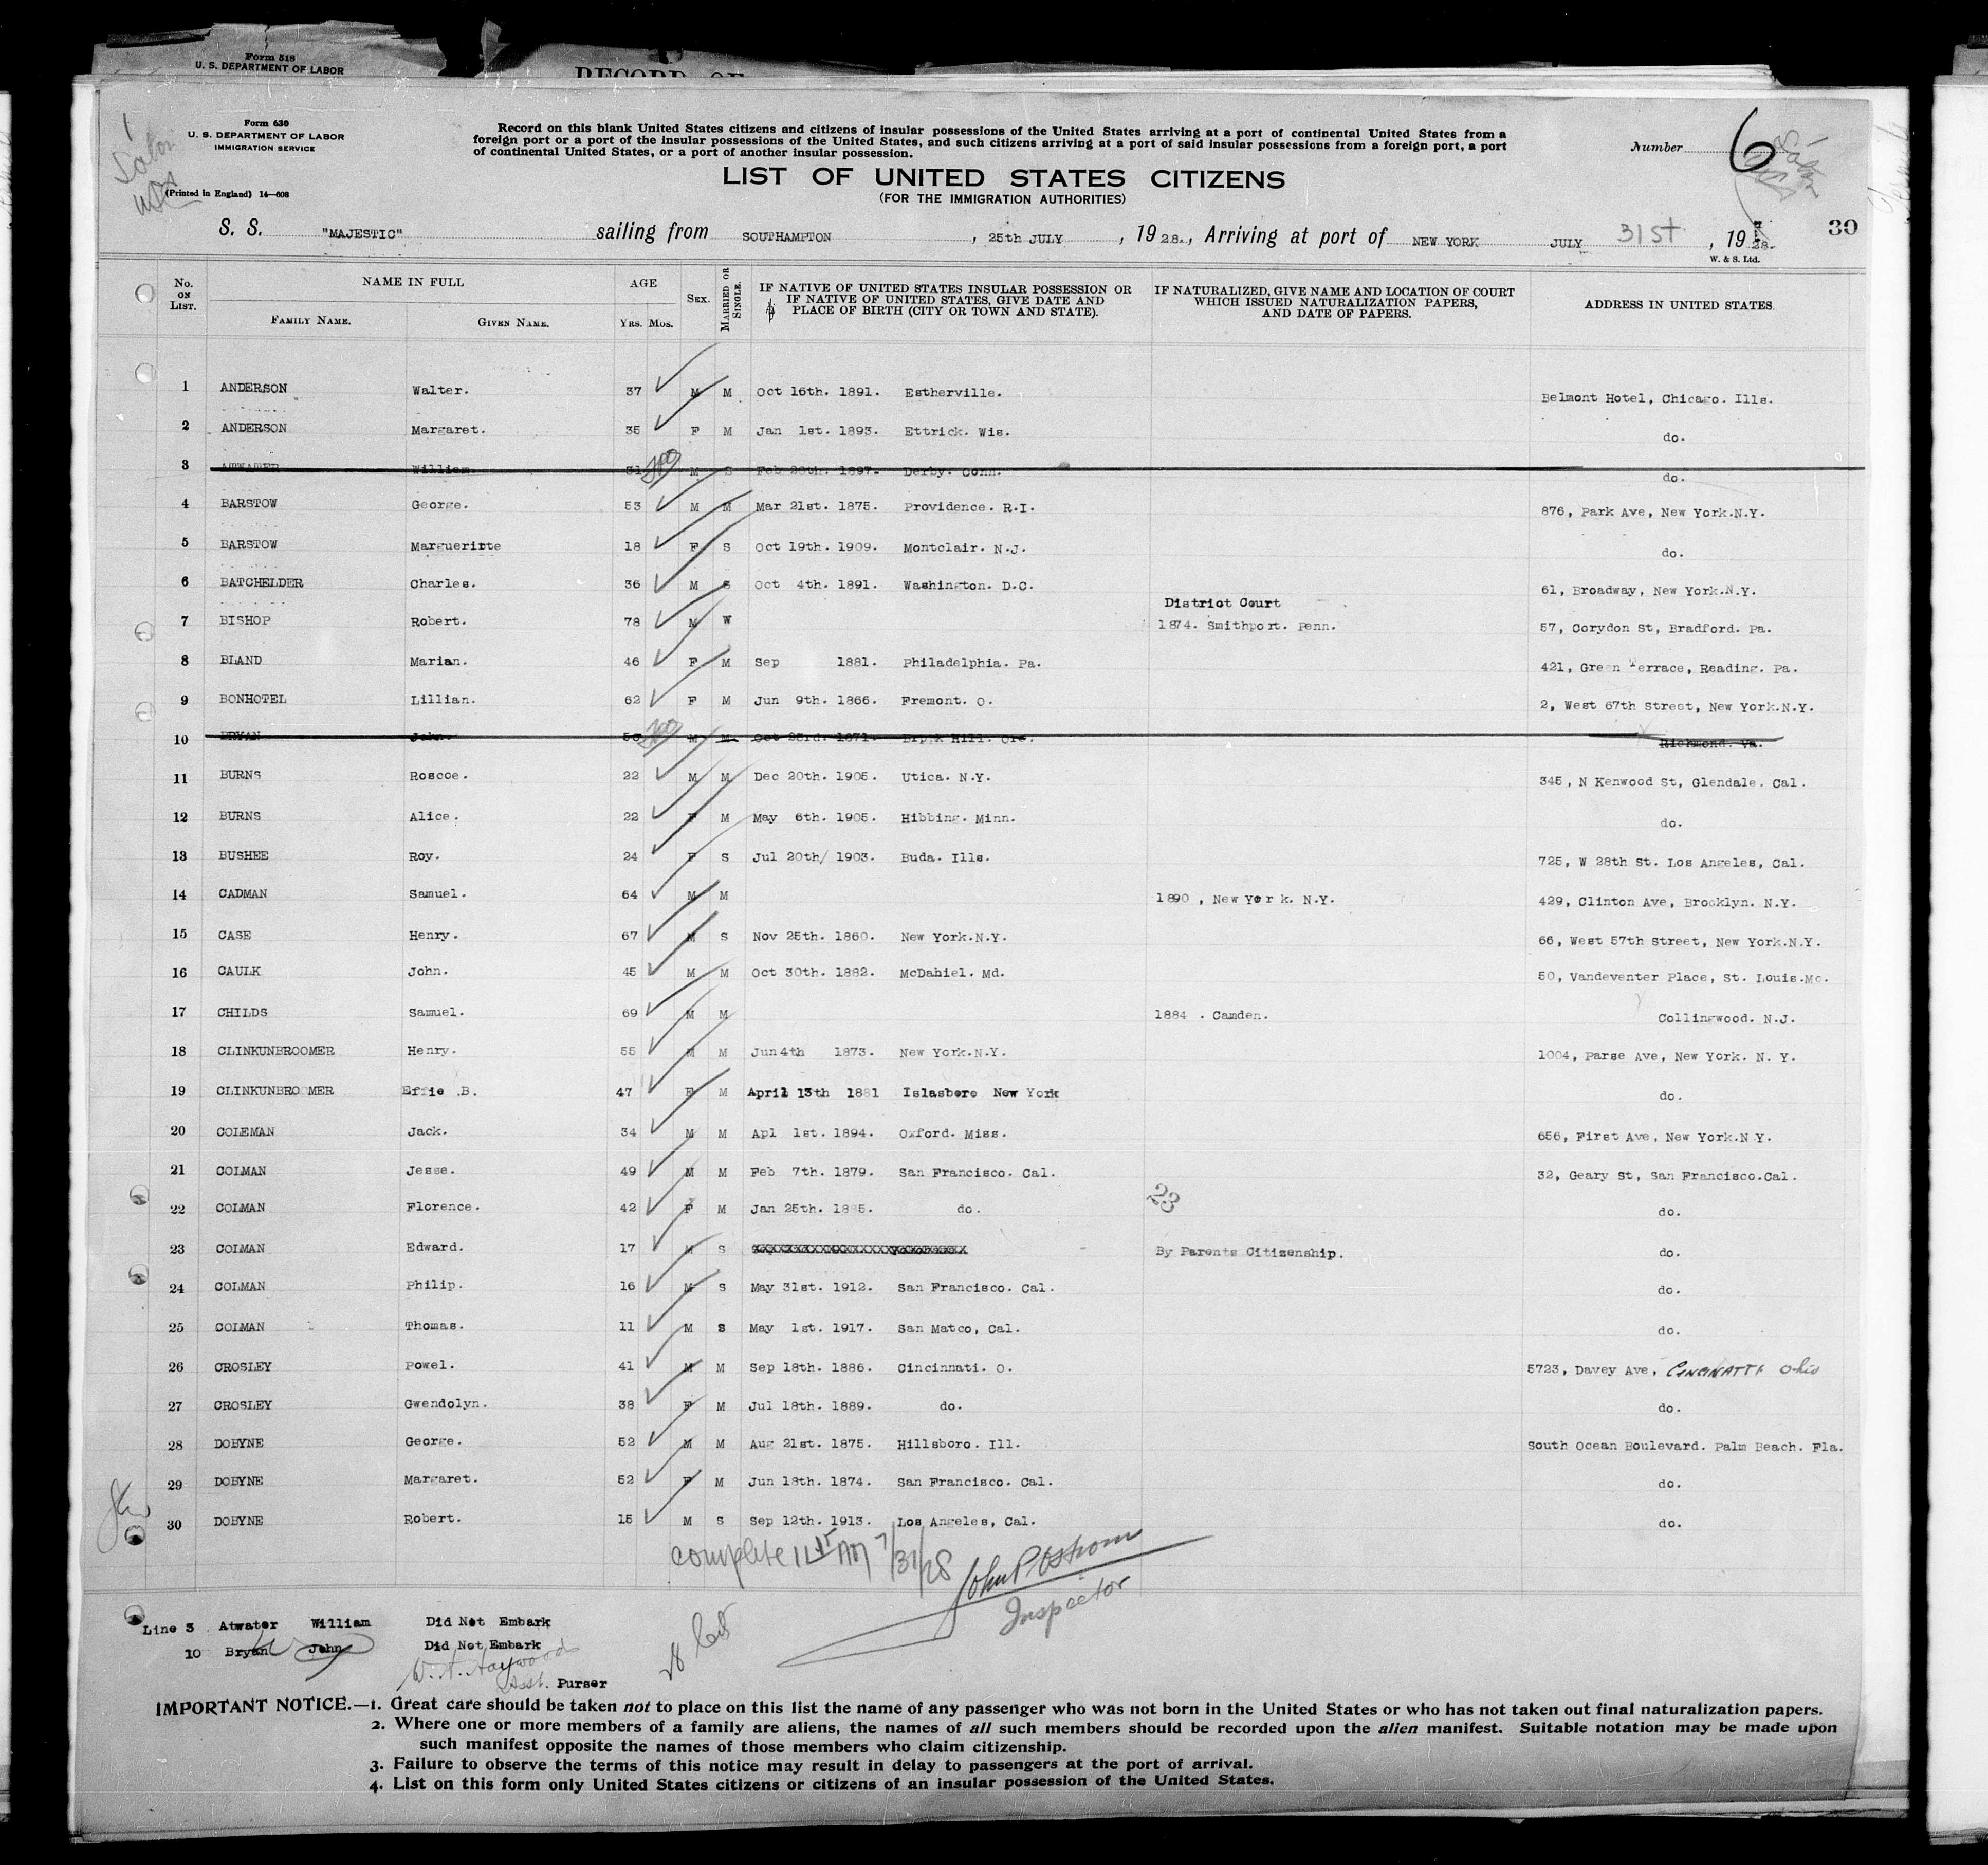 Form 518
U. S. DEPARTMENT OF LABOR
RECORD OF
Form 630
U. S. DEPARTMENT OF LABOR
IMMIGRATION SERVICE
(Printed in England) 14—608
Record on this blank United States citizens and citizens of insular possessions of the United States arriving at a port of continental United States from a
foreign port or a port of the insular possessions of the United States, and such citizens arriving at a port of said insular possessions from a foreign port, a port
of continental United States, or a port of another insular possession.
Number 6
LIST OF UNITED STATES CITIZENS
(FOR THE IMMIGRATION AUTHORITIES)
30
S. S. "MAJESTIC" sailing from SOUTHAMPTON, 25th JULY, 1928., Arriving at port of NEW YORK JULY 31st, 1928.
W. & S. Ltd.
No. ON LIST. NAME IN FULL FAMILY NAME. GIVEN NAME. AGE YRS. MOS. SEX. MARRIED OR SINGLE. IF NATIVE OF UNITED STATES INSULAR POSSESSION OR IF NATIVE OF UNITED STATES, GIVE DATE AND PLACE OF BIRTH (CITY OR TOWN AND STATE). IF NATURALIZED, GIVE NAME AND LOCATION OF COURT WHICH ISSUED NATURALIZATION PAPERS, AND DATE OF PAPERS. ADDRESS IN UNITED STATES
1 ANDERSON Walter. 37 M M Oct 16th. 1891. Estherville. Belmont Hotel, Chicago. Ills.
2 ANDERSON Margaret. 35 F M Jan 1st. 1893. Ettrick. Wis. do.
3 ATWATER William. 31 M S Feb 28th. 1897. Derby. Conn. do.
4 BARSTOW George. 53 M M Mar 21st. 1875. Providence. R.I. 876, Park Ave, New York.N.Y.
5 BARSTOW Marguerirte 18 F S Oct 19th. 1909. Montclair. N.J. do.
6 BATCHELDER Charles. 36 M S Oct 4th. 1891. Washington. D.C. 61, Broadway, New York.N.Y.
District Court
7 BISHOP Robert. 78 M W 1874. Smithport. Penn. 57, Corydon St, Bradford. Pa.
8 BLAND Marian. 46 F M Sep 1881. Philadelphia. Pa. 421, Green Terrace, Reading. Pa.
9 BONHOTEL Lillian. 62 F M Jun 9th. 1866. Fremont. O. 2, West 67th Street, New York.N.Y.
10 BRYAN John. 56 M M Oct 23rd. 1871. Hill. Richmond. Va.
11 BURNS Roscoe. 22 M M Dec 20th. 1905. Utica. N.Y. 345, N Kenwood St, Glendale. Cal.
12 BURNS Alice. 22 F M May 6th. 1905. Hibbing. Minn. do.
13 BUSHEE Roy. 24 F S Jul 20th/ 1903. Buda. Ills. 725, W 28th St. Los Angeles, Cal.
14 CADMAN Samuel. 64 M M 1890 , New York. N.Y. 429, Clinton Ave, Brooklyn. N.Y.
15 CASE Henry. 67 M S Nov 25th. 1860. New York.N.Y. 66, West 57th Street, New York.N.Y.
16 CAULK John. 45 M M Oct 30th. 1882. McDahiel. Md. 50, Vandeventer Place, St. Louis.Mo.
17 CHILDS Samuel. 69 M M 1884 . Camden. Collingwood. N.J.
18 CLINKUNBROOMER Henry. 55 M M Jun4th 1873. New York.N.Y. 1004, Parse Ave, New York. N. Y.
19 CLINKUNBROOMER Effie .B. 47 F M April 13th 1881 Islasboro New York do.
20 COLEMAN Jack. 34 M M Apl 1st. 1894. Oxford. Miss. 656, First Ave, New York.N.Y.
21 COLMAN Jesse. 49 M M Feb 7th. 1879. San Francisco. Cal. 32, Geary St, San Francisco.Cal.
22 COLMAN Florence. 42 F M Jan 25th. 1885. do. 23 do.
23 COLMAN Edward. 17 M S By Parents Citizenship. do.
24 COLMAN Philip. 16 M S May 31st. 1912. San Francisco. Cal. do.
25 COLMAN Thomas. 11 M S May 1st. 1917. San Matco, Cal. do.
26 CROSLEY Powel. 41 M M Sep 18th. 1886. Cincinnati. O. 5723, Davey Ave, CINCINATTI Ohio
27 CROSLEY Gwendolyn. 38 F M Jul 18th. 1889. do. do.
28 DOBYNE George. 52 M M Aug 21st. 1875. Hillsboro. Ill. South Ocean Boulevard. Palm Beach. Fla.
29 DOBYNE Margaret. 52 F M Jun 18th. 1874. San Francisco. Cal. do.
30 DOBYNE Robert. 15 M S Sep 12th. 1913. Los Angeles, Cal. do.
complete 11 15 AM 7/31/28 John P Ostrom
Inspector
Line 3 Atwater William Did Not Embark
10 Bryan John Did Not Embark
W. A. Haywood
Asst. Purser
IMPORTANT NOTICE.—1. Great care should be taken not to place on this list the name of any passenger who was not born in the United States or who has not taken out final naturalization papers.
2. Where one or more members of a family are aliens, the names of all such members should be recorded upon the alien manifest. Suitable notation may be made upon
such manifest opposite the names of those members who claim citizenship.
3. Failure to observe the terms of this notice may result in delay to passengers at the port of arrival.
4. List on this form only United States citizens or citizens of an insular possession of the United States.